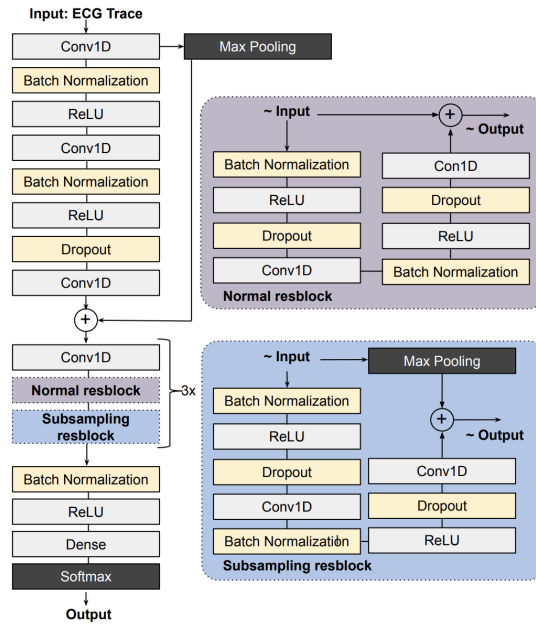 Input: ECG Trace
Conv1D
Max Pooling
Batch Normalization
ReLU
Conv1D
Batch Normalization
ReLU
Dropout
Conv1D
+
Conv1D
Normal resblock
Subsampling
resblock
3x
Batch Normalization
ReLU
Dense
Softmax
Output
~ Input
+
~ Output
Batch Normalization
ReLU
Dropout
Conv1D
Con1D
Dropout
ReLU
Batch Normalization
Normal resblock
~ Input
Max Pooling
+
~ Output
Batch Normalization
ReLU
Dropout
Conv1D
Batch Normalization
Conv1D
Dropout
ReLU
Subsampling resblock